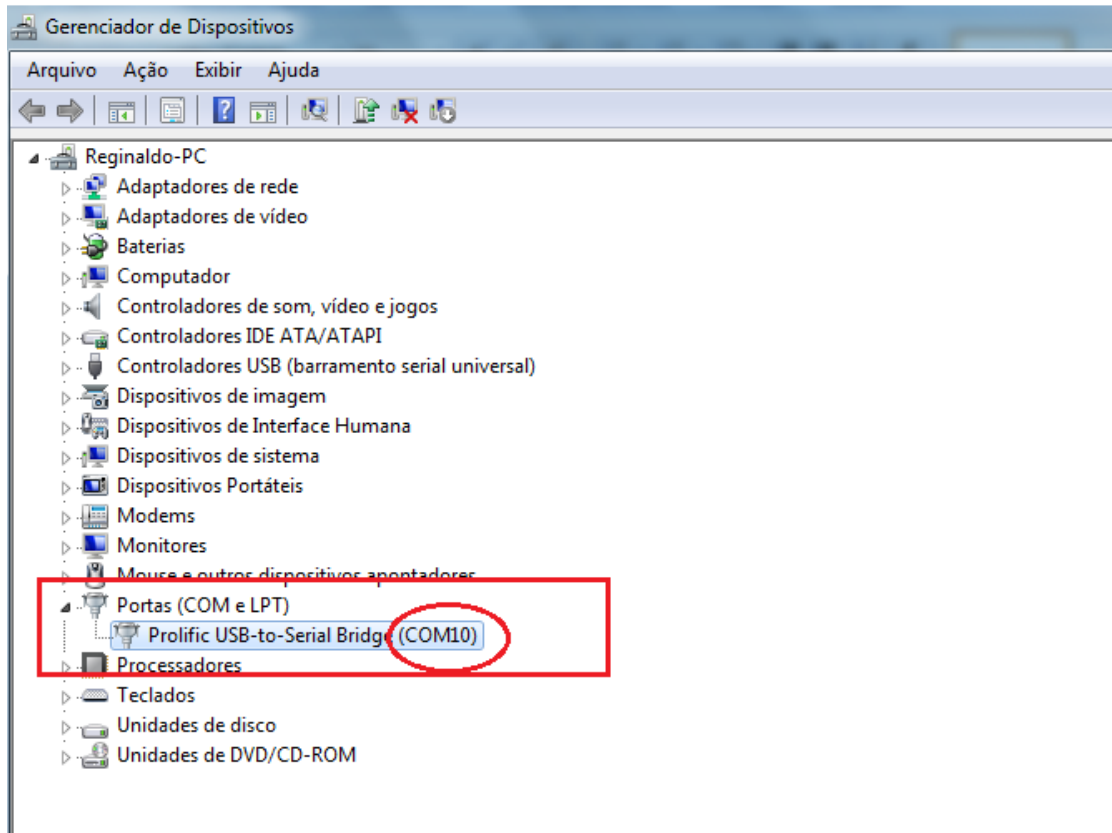 Gerenciador de Dispositivos
Arquivo Ação Exibir Ajuda
Reginaldo-PC
Adaptadores de rede
Adaptadores de vídeo
Baterias
Computador
Controladores de som, vídeo e jogos
Controladores IDE ATA/ATAPI
Controladores USB (barramento serial universal)
Dispositivos de imagem
Dispositivos de Interface Humana
Dispositivos de sistema
Dispositivos Portáteis
Modems
Monitores
Mouse e outros dispositivos apontadores
Portas (COM e LPT)
Prolific USB-to-Serial Bridge (COM10)
Processadores
Teclados
Unidades de disco
Unidades de DVD/CD-ROM